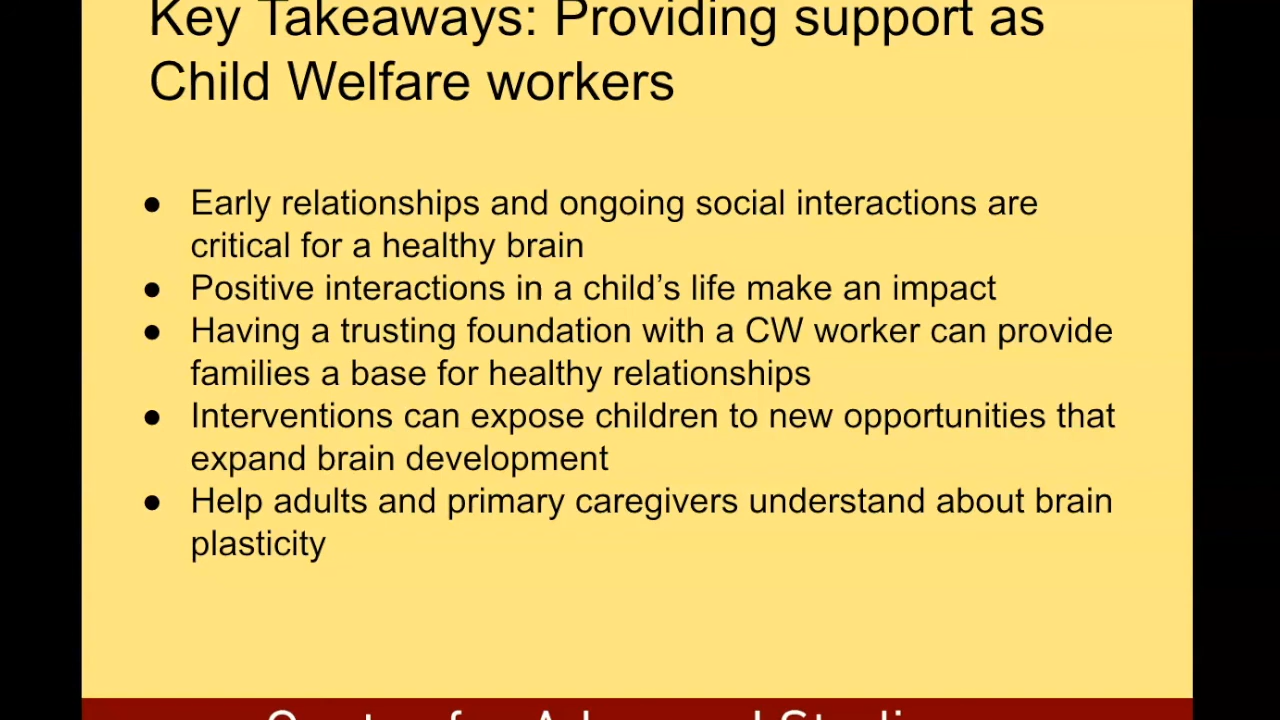 Key Takeaways: Providing support as
Child Welfare workers
● Early relationships and ongoing social interactions are
critical for a healthy brain
● Positive interactions in a child’s life make an impact
● Having a trusting foundation with a CW worker can provide
families a base for healthy relationships
● Interventions can expose children to new opportunities that
expand brain development
● Help adults and primary caregivers understand about brain
plasticity
Center for Advanced Studies